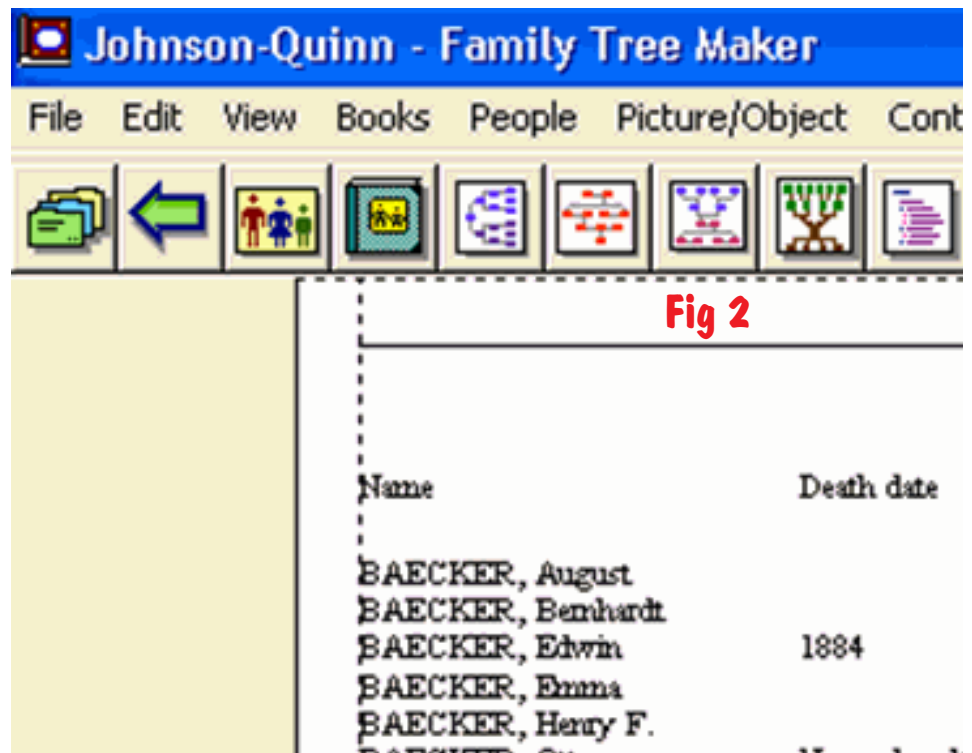 Johnson-Quinn - Family Tree Maker
File Edit View Books People Picture/Object Cont
Fig 2
Name Death date
BAECKER, August
BAECKER, Bernhardt
BAECKER, Edwin 1884
BAECKER, Emma
BAECKER, Henry F.